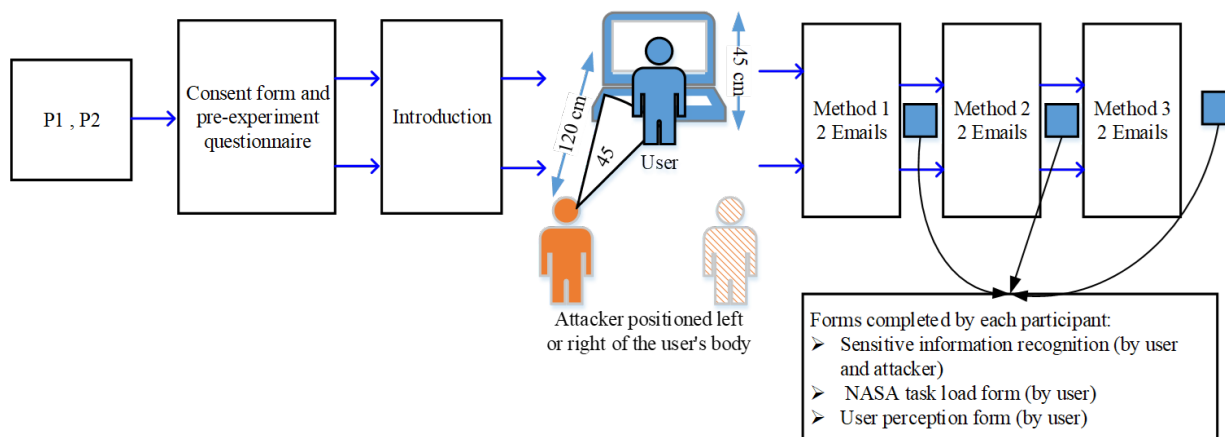 P1 , P2
Consent form and
pre-experiment
questionnaire
Introduction
120 cm
45
45 cm
User
Attacker positioned left
or right of the user's body
Method 1
2 Emails
Method 2
2 Emails
Method 3
2 Emails
Forms completed by each participant:
➢ Sensitive information recognition (by user
and attacker)
➢ NASA task load form (by user)
➢ User perception form (by user)